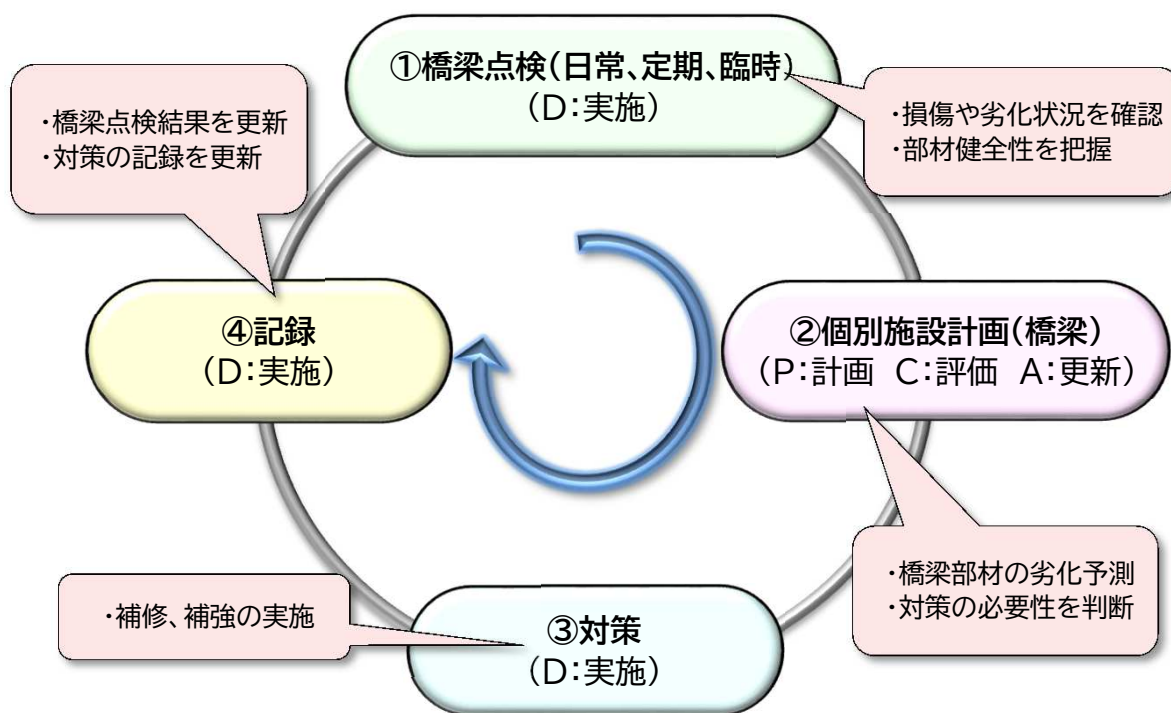 ①橋梁点検(日常、定期、臨時)
(D:実施)
・損傷や劣化状況を確認
・部材健全性を把握
②個別施設計画(橋梁)
(P:計画 C:評価 A:更新)
・橋梁部材の劣化予測
・対策の必要性を判断
③対策
(D:実施)
・補修、補強の実施
④記録
(D:実施)
・橋梁点検結果を更新
・対策の記録を更新